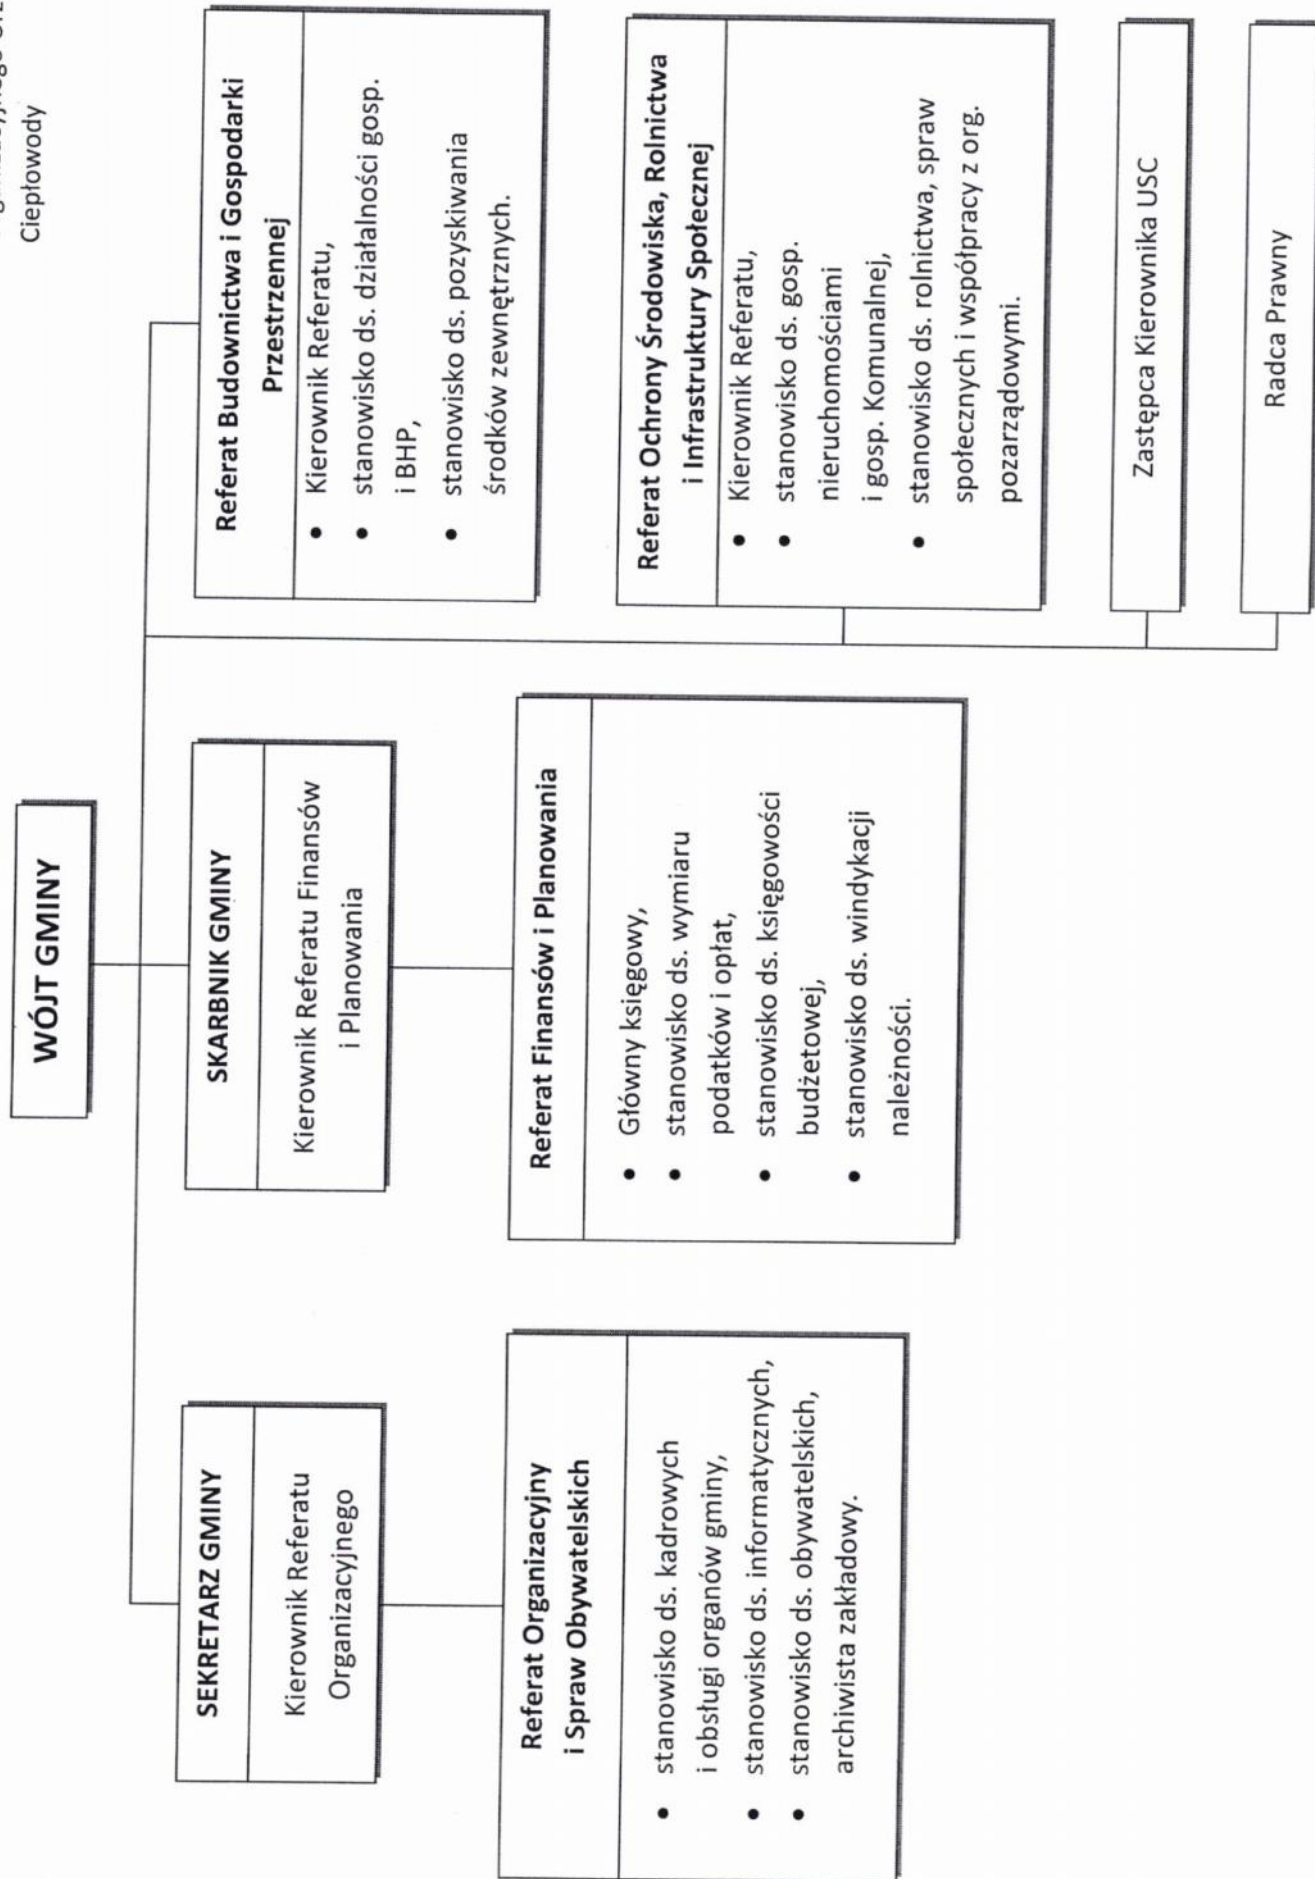 Ciepłowody
WÓJT GMINY
SEKRETARZ GMINY
Kierownik Referatu
Organizacyjnego
Referat Organizacyjny
i Spraw Obywatelskich
• stanowisko ds. kadrowych
i obsługi organów gminy,
• stanowisko ds. informatycznych,
• stanowisko ds. obywatelskich,
archiwista zakładowy.
SKARBNIK GMINY
Kierownik Referatu Finansów
i Planowania
Referat Finansów i Planowania
• Główny księgowy,
• stanowisko ds. wymiaru
podatków i opłat,
• stanowisko ds. księgowości
budżetowej,
• stanowisko ds. windykacji
należności.
Referat Budownictwa i Gospodarki
Przestrzennej
• Kierownik Referatu,
• stanowisko ds. działalności gosp.
i BHP,
• stanowisko ds. pozyskiwania
środków zewnętrznych.
Referat Ochrony Środowiska, Rolnictwa
i Infrastruktury Społecznej
• Kierownik Referatu,
• stanowisko ds. gosp.
nieruchomościami
i gosp. Komunalnej,
• stanowisko ds. rolnictwa, spraw
społecznych i współpracy z org.
pozarządowymi.
Zastępca Kierownika USC
Radca Prawny